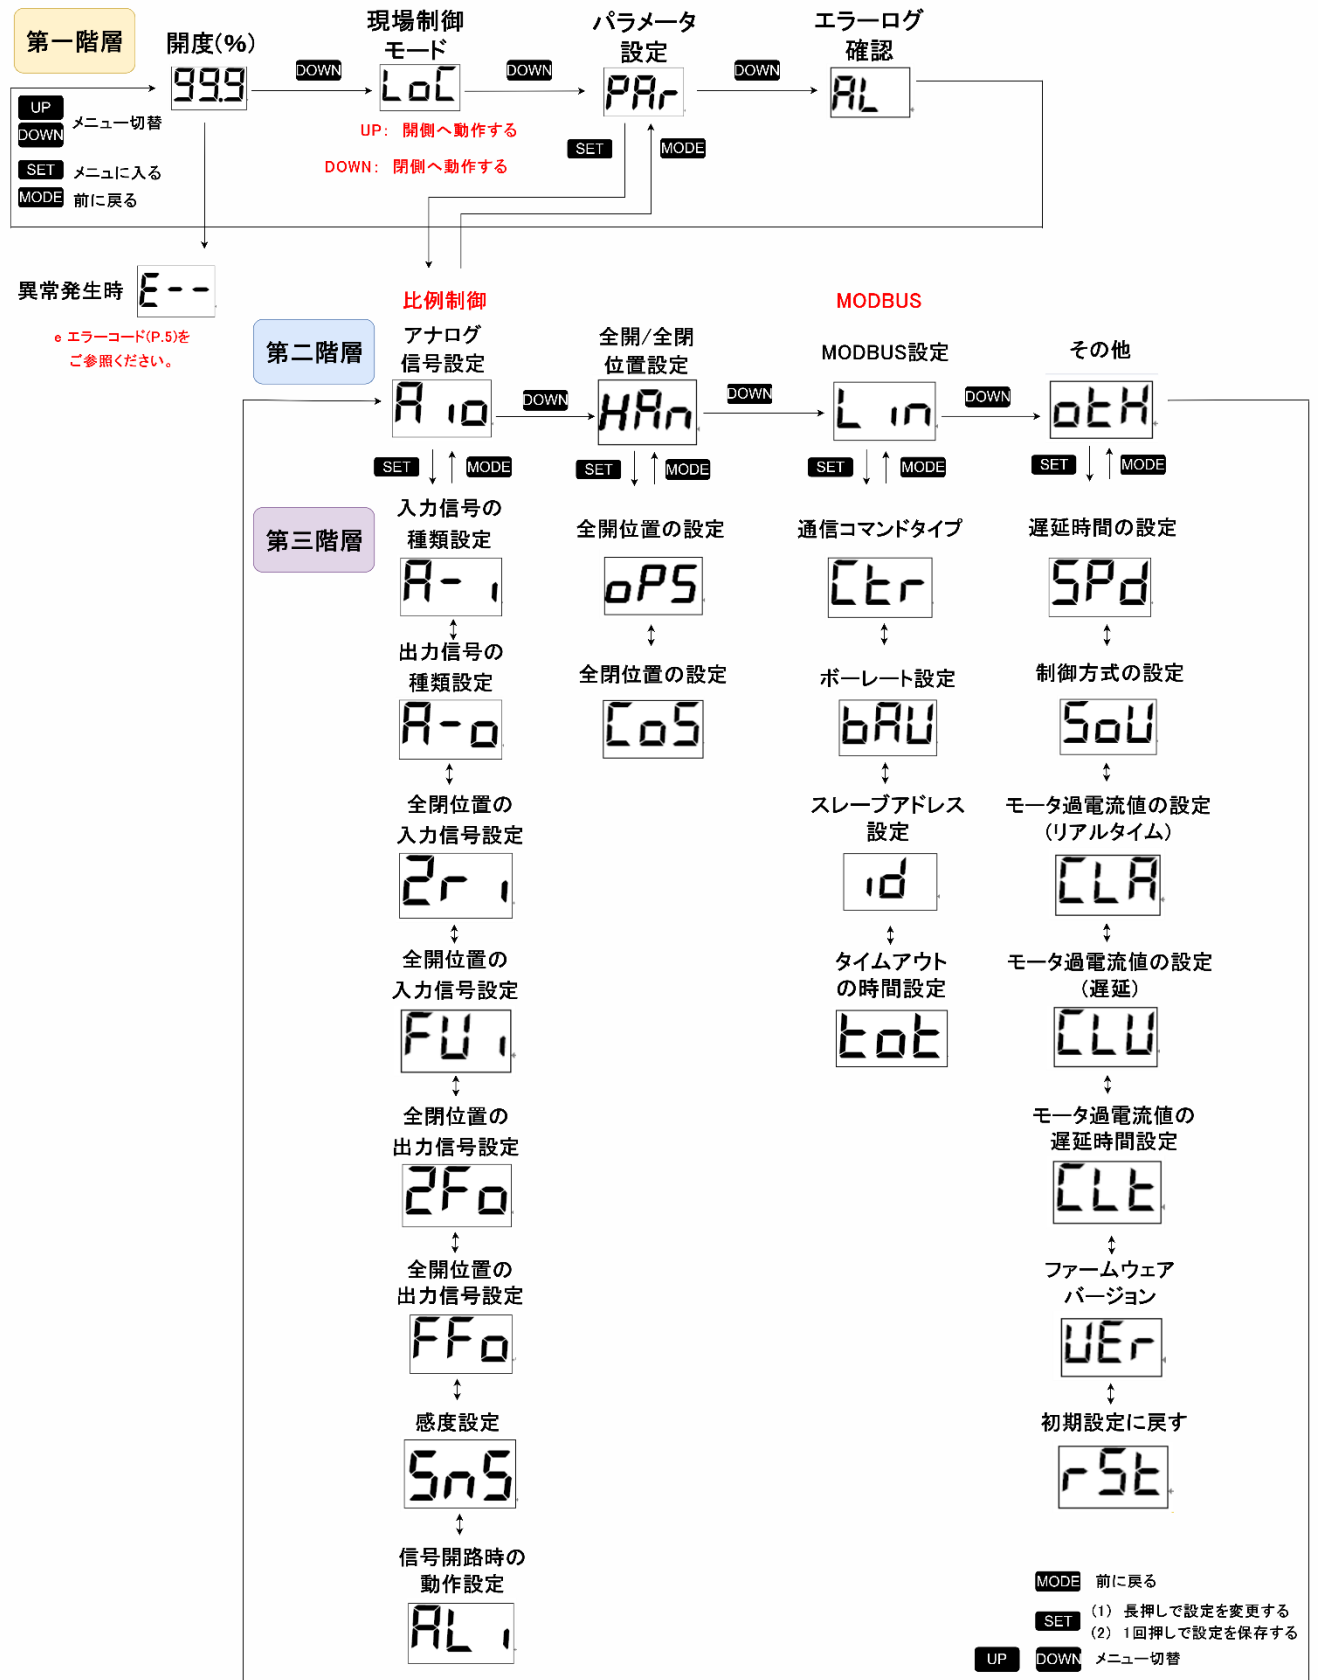 第一階層
開度(%)
99.9
DOWN
現場制御
モード
LoC
DOWN
パラメータ
設定
PAr
DOWN
エラーログ
確認
AL
UP
DOWN
メニュー切替
SET メニュに入る
MODE 前に戻る
UP： 開側へ動作する
DOWN： 閉側へ動作する
SET
MODE
異常発生時
E--
e エラーコード(P.5)を
ご参照ください。
第二階層
比例制御
アナログ
信号設定
A io
DOWN
全開/全閉
位置設定
HAn
DOWN
MODBUS
MODBUS設定
L in
DOWN
その他
otH
SET
MODE
SET
MODE
SET
MODE
SET
MODE
第三階層
入力信号の
種類設定
A- i
出力信号の
種類設定
A-o
全閉位置の
入力信号設定
2r i
全開位置の
入力信号設定
FU i
全閉位置の
出力信号設定
2Fo
全開位置の
出力信号設定
FFo
感度設定
SnS
信号開路時の
動作設定
AL i
全開位置の設定
oPS
全閉位置の設定
CoS
通信コマンドタイプ
Ctr
ボーレート設定
bAU
スレーブアドレス
設定
id
タイムアウト
の時間設定
tot
遅延時間の設定
SPd
制御方式の設定
SoU
モータ過電流値の設定
(リアルタイム)
CLA
モータ過電流値の設定
(遅延)
CLU
モータ過電流値の
遅延時間設定
CLt
ファームウェア
バージョン
UEr
初期設定に戻す
rSt
MODE 前に戻る
SET (1) 長押しで設定を変更する
(2) 1回押しで設定を保存する
UP DOWN メニュー切替